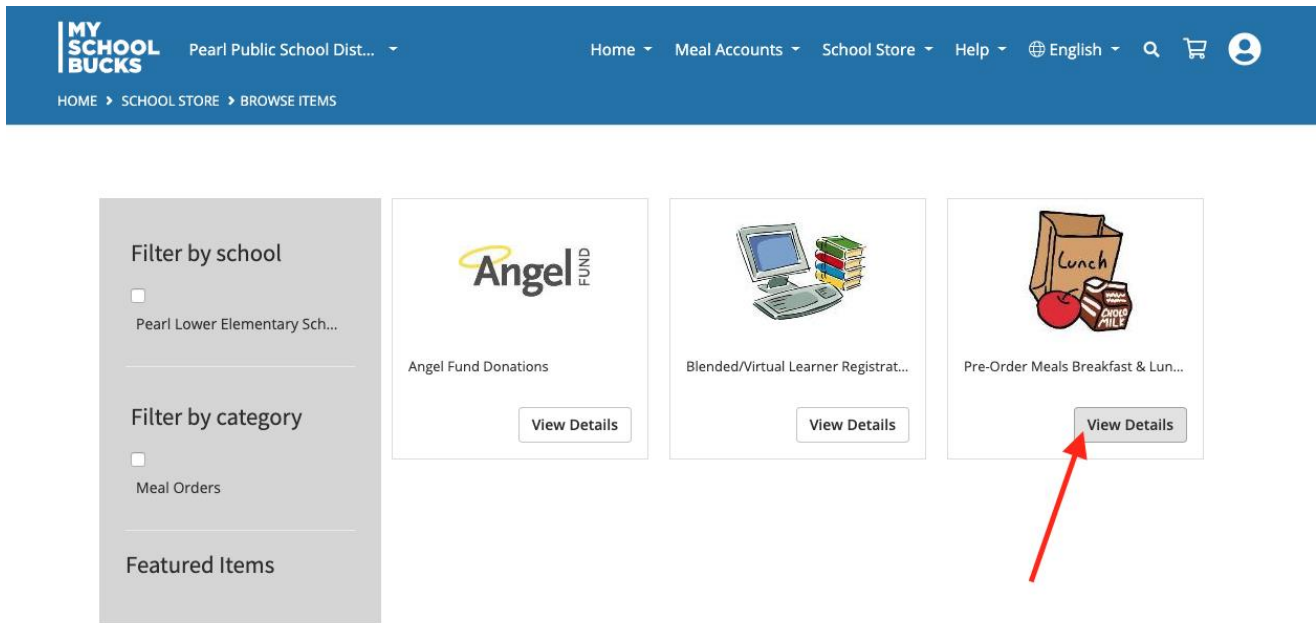 MY
SCHOOL
BUCKS
Pearl Public School Dist...
Home
Meal Accounts
School Store
Help
English
HOME > SCHOOL STORE > BROWSE ITEMS
Filter by school
Pearl Lower Elementary Sch...
Filter by category
Meal Orders
Featured Items
Angel FUND
Angel Fund Donations
View Details
Blended/Virtual Learner Registrat...
View Details
Lunch
CHOCO
MILK
Pre-Order Meals Breakfast & Lun...
View Details